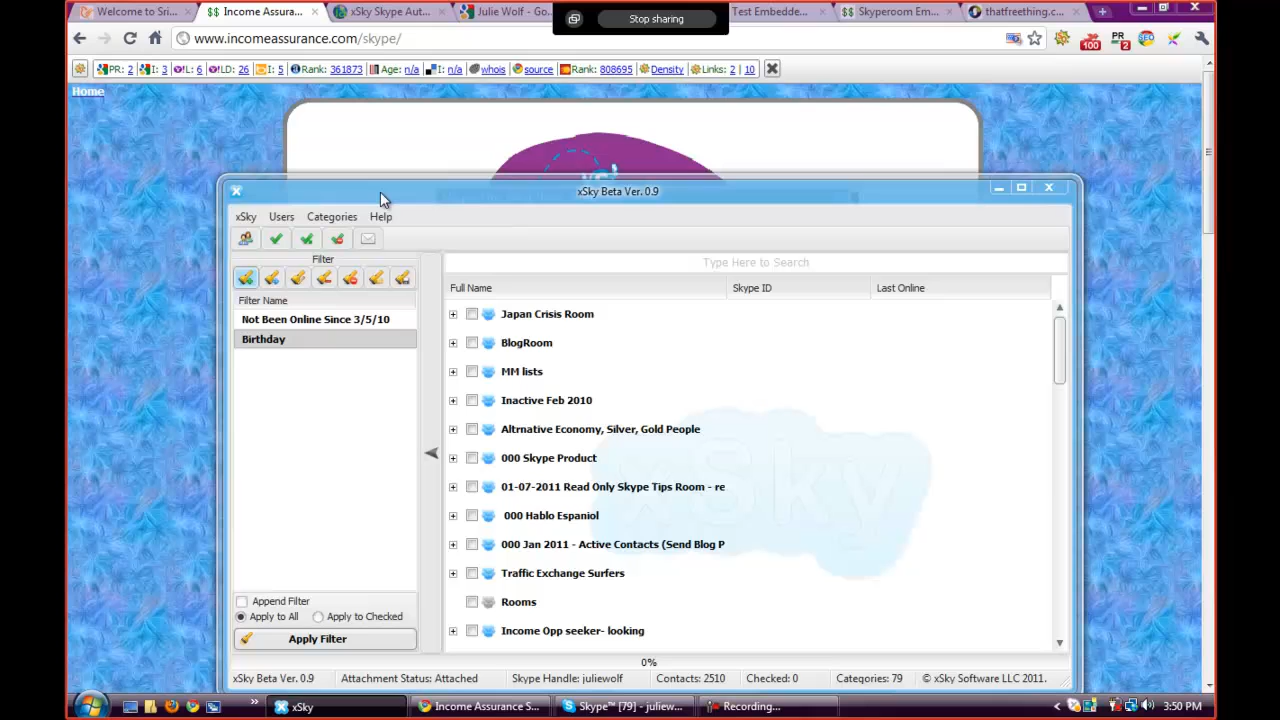 Welcome to Sri...
$$ Income Assura...
xSky Skype Aut...
Julie Wolf - Go...
Stop sharing
Test Embedde...
$$ Skyperoom Em...
thatfreething.c...
www.incomeassurance.com/skype/
100
PR 2
SEO
PR: 2
I: 3
L: 6
LD: 26
I: 5
Rank: 361873
Age: n/a
I: n/a
whois
source
Rank: 808695
Density
Links: 2 | 10
Home
xSky Beta Ver. 0.9
xSky Users Categories Help
Filter
Type Here to Search
Filter Name
Full Name Skype ID Last Online
Not Been Online Since 3/5/10
Birthday
Japan Crisis Room
BlogRoom
MM lists
Inactive Feb 2010
Altrnative Economy, Silver, Gold People
000 Skype Product
01-07-2011 Read Only Skype Tips Room - re
000 Hablo Espaniol
000 Jan 2011 - Active Contacts (Send Blog P
Traffic Exchange Surfers
Rooms
Income Opp seeker- looking
xSky
Append Filter
Apply to All Apply to Checked
Apply Filter
0%
xSky Beta Ver. 0.9 Attachment Status: Attached Skype Handle: juliewolf Contacts: 2510 Checked: 0 Categories: 79 © xSky Software LLC 2011.
xSky
Income Assurance S...
Skype™ [79] - juliew...
Recording...
3:50 PM